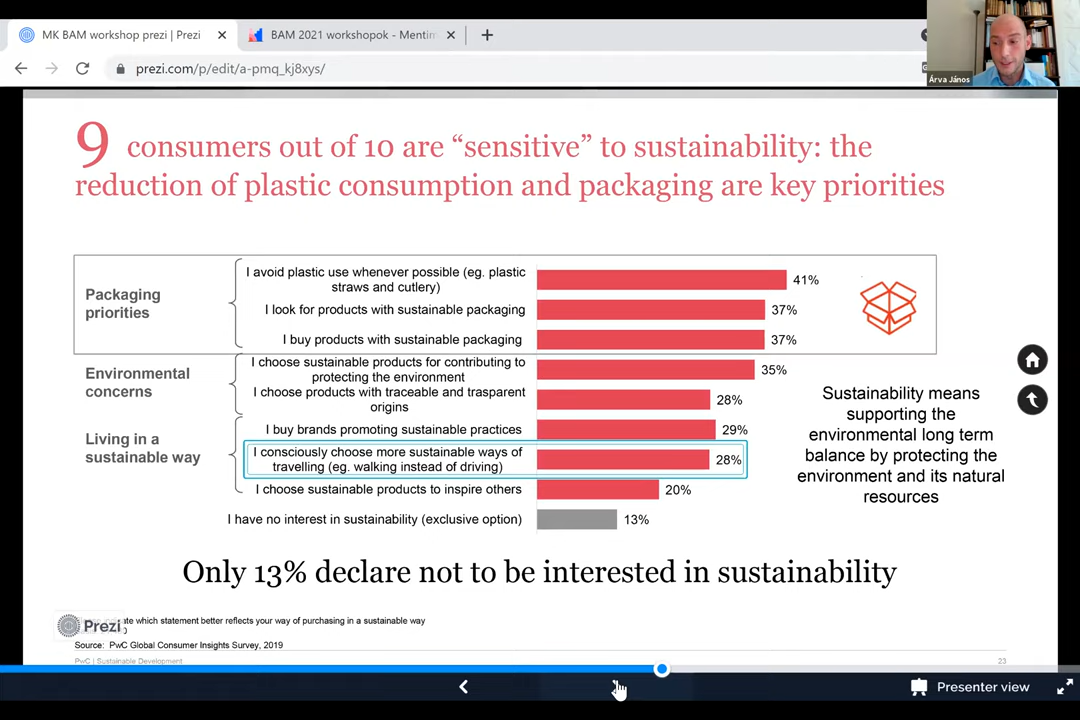 MK BAM workshop prezi | Prezi
BAM 2021 workshopok - Mentim
prezi.com/p/edit/a-pmq_kj8xys/
Árva János
9 consumers out of 10 are “sensitive” to sustainability: the
reduction of plastic consumption and packaging are key priorities
Packaging
priorities
I avoid plastic use whenever possible (eg. plastic
straws and cutlery)
41%
I look for products with sustainable packaging
37%
I buy products with sustainable packaging
37%
Environmental
concerns
I choose sustainable products for contributing to
protecting the environment
35%
I choose products with traceable and trasparent
origins
28%
Living in a
sustainable way
I buy brands promoting sustainable practices
29%
I consciously choose more sustainable ways of
travelling (eg. walking instead of driving)
28%
I choose sustainable products to inspire others
20%
I have no interest in sustainability (exclusive option)
13%
Sustainability means
supporting the
environmental long term
balance by protecting the
environment and its natural
resources
Only 13% declare not to be interested in sustainability
Prezi
which statement better reflects your way of purchasing in a sustainable way
Source: PwC Global Consumer Insights Survey, 2019
PwC | Sustainable Development
23
Presenter view